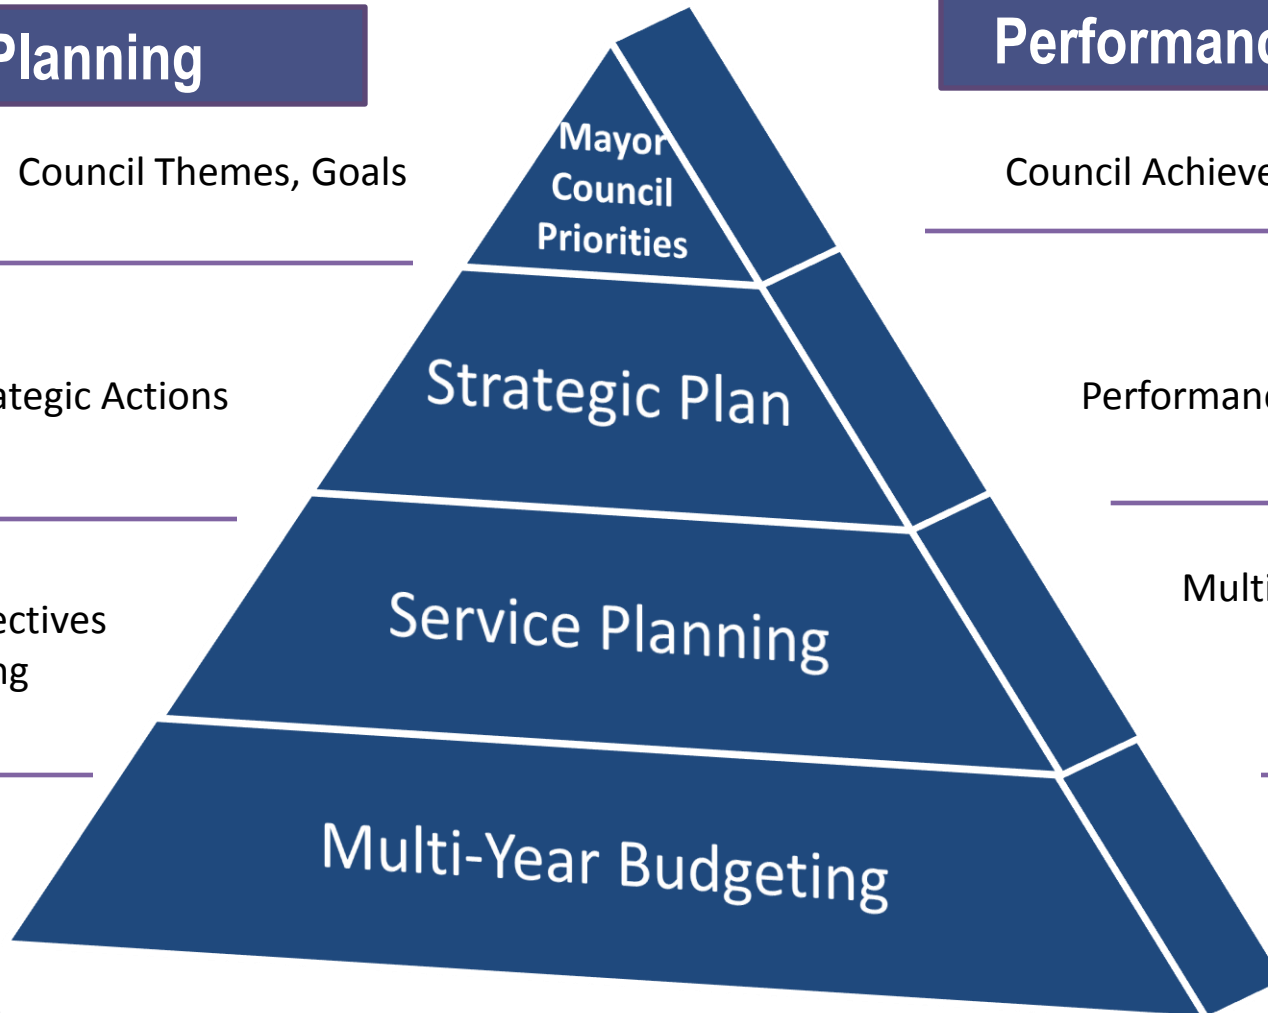 Planning
Performanc
Council Themes, Goals
Mayor
Council
Priorities
Council Achieve
ategic Actions
Strategic Plan
Performanc
ectives
ng
Service Planning
Multi
Multi-Year Budgeting